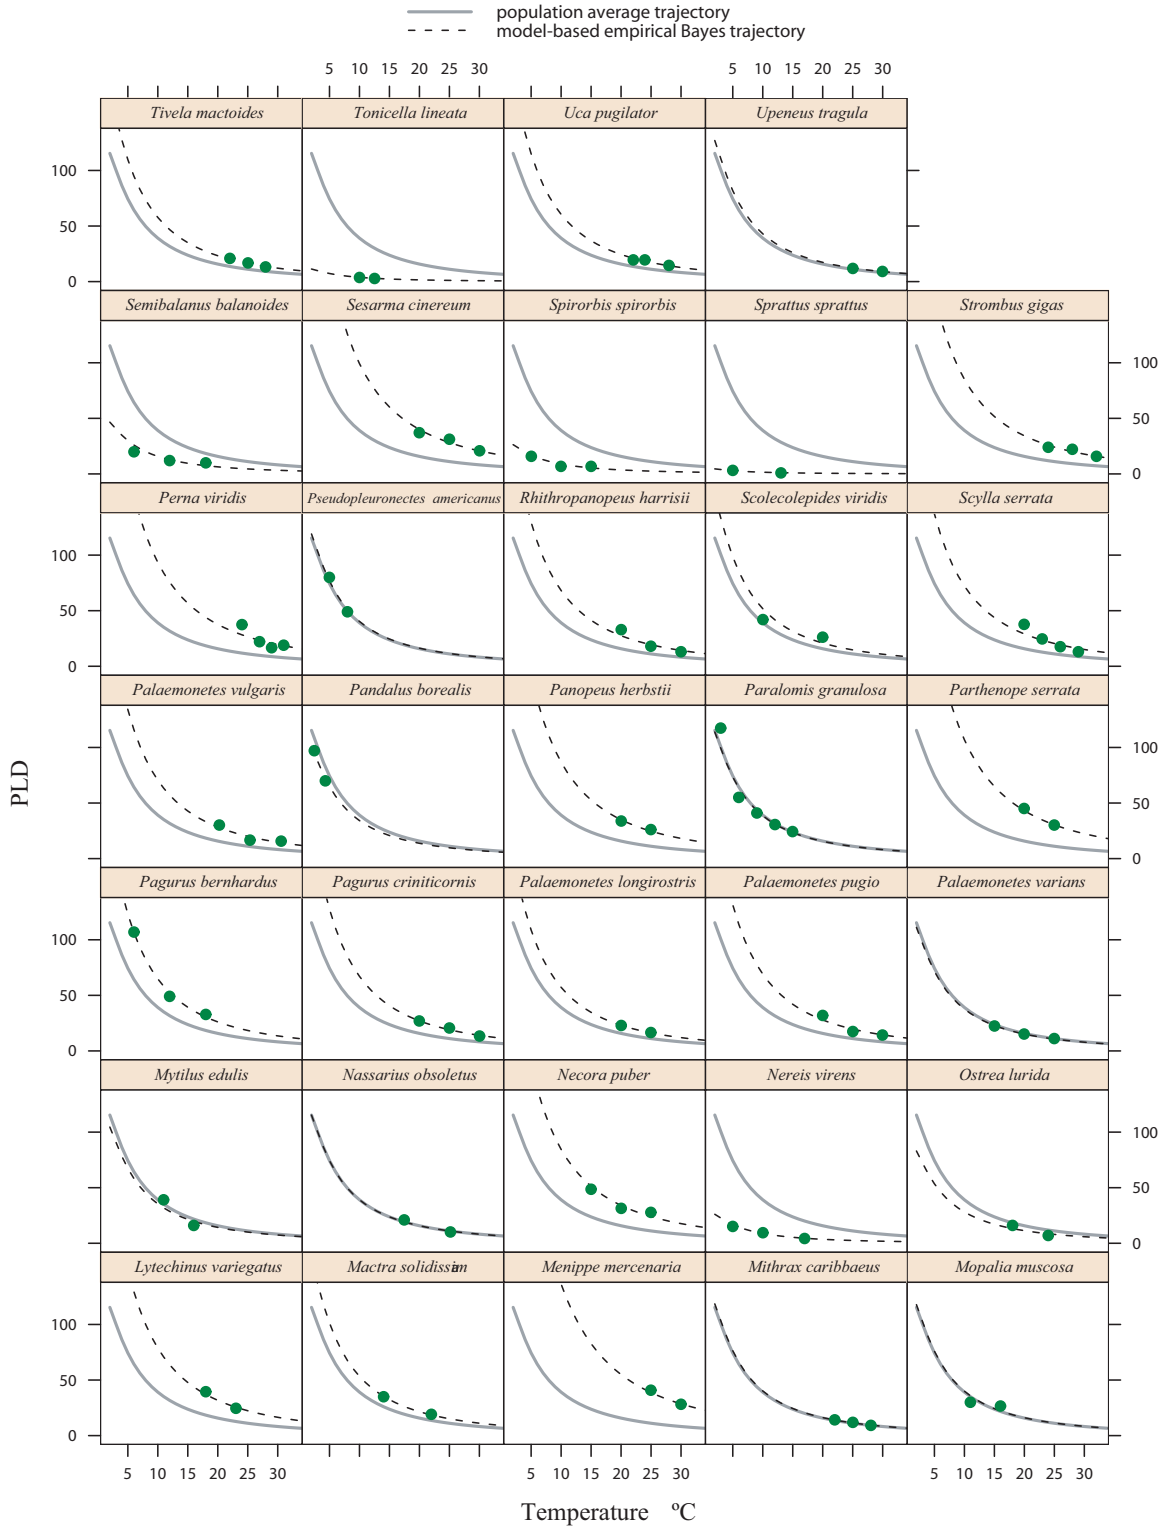 population average trajectory
model-based empirical Bayes trajectory
5 10 15 20 25 30 5 10 15 20 25 30
Tivela mactoides Tonicella lineata Uca pugilator Upeneus tragula
100
50
0
Semibalanus balanoides Sesarma cinereum Spirorbis spirorbis Sprattus sprattus Strombus gigas
100
50
0
Perna viridis Pseudopleuronectes americanus Rhithropanopeus harrisii Scolecolepides viridis Scylla serrata
100
50
0
Palaemonetes vulgaris Pandalus borealis Panopeus herbstii Paralomis granulosa Parthenope serrata
100
50
0
PLD
Pagurus bernhardus Pagurus criniticornis Palaemonetes longirostris Palaemonetes pugio Palaemonetes varians
100
50
0
Mytilus edulis Nassarius obsoletus Necora puber Nereis virens Ostrea lurida
100
50
0
Lytechinus variegatus Mactra solidissim Menippe mercenaria Mithrax caribbaeus Mopalia muscosa
100
50
0
5 10 15 20 25 30 5 10 15 20 25 30 5 10 15 20 25 30
Temperature ºC